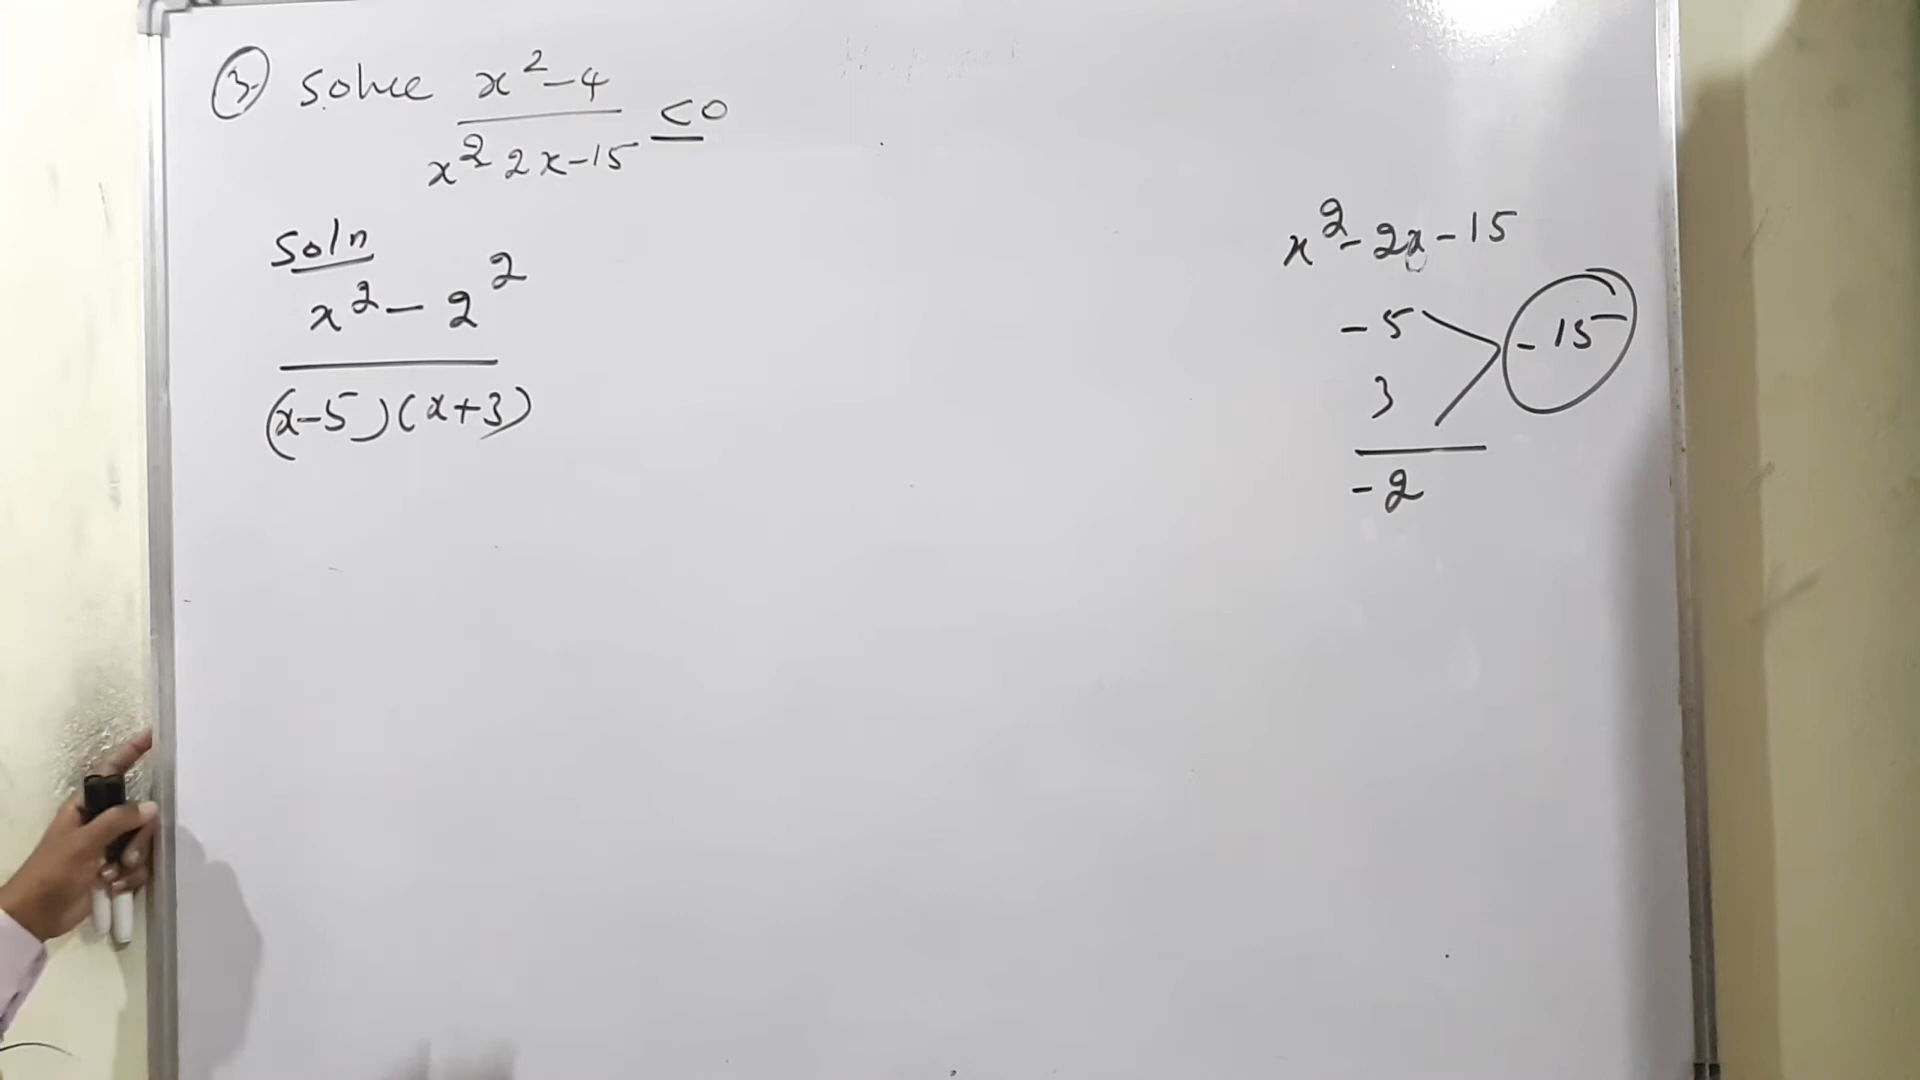 3. Solve x² - 4
x² 2x - 15 ≤ 0
Soln
x² - 2²
(x - 5)(x + 3)
x² - 2x - 15
- 5
- 15
3
- 2